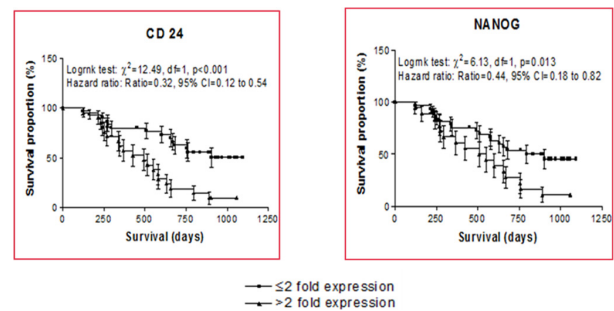 CD 24
Logrnk test: χ²=12.49, df=1, p<0.001
Hazard ratio: Ratio=0.32, 95% CI=0.12 to 0.54
Survival proportion (%)
150
100
50
0
0 250 500 750 1000 1250
Survival (days)
NANOG
Logrnk test: χ²=6.13, df=1, p=0.013
Hazard ratio: Ratio=0.44, 95% CI=0.18 to 0.82
Survival proportion (%)
150
100
50
0
0 250 500 750 1000 1250
Survival (days)
≤2 fold expression
>2 fold expression